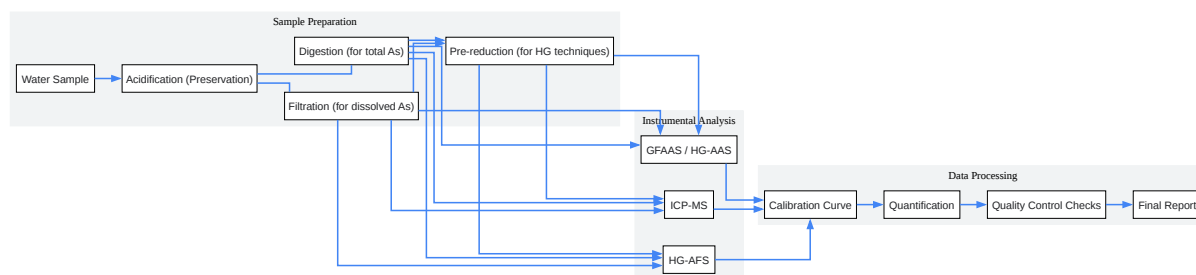 Sample Preparation
Digestion (for total As)
Pre-reduction (for HG techniques)
Water Sample
Acidification (Preservation)
Filtration (for dissolved As)
Instrumental Analysis
GFAAS / HG-AAS
ICP-MS
HG-AFS
Data Processing
Calibration Curve
Quantification
Quality Control Checks
Final Report